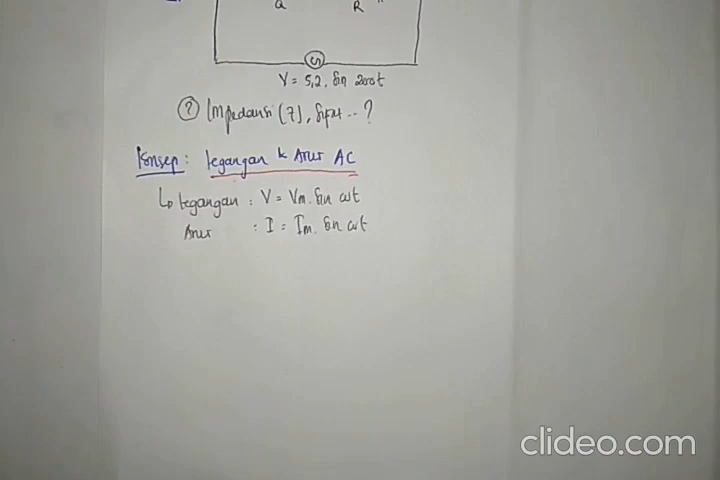 Q R
V = 5,2 . Sin 200t
? Impedansi (Z), Sifat .. ?
Konsep : tegangan & Arus AC
↳ tegangan : V = Vm. Sin ωt
Arus : I = Im. Sin ωt
clideo.com